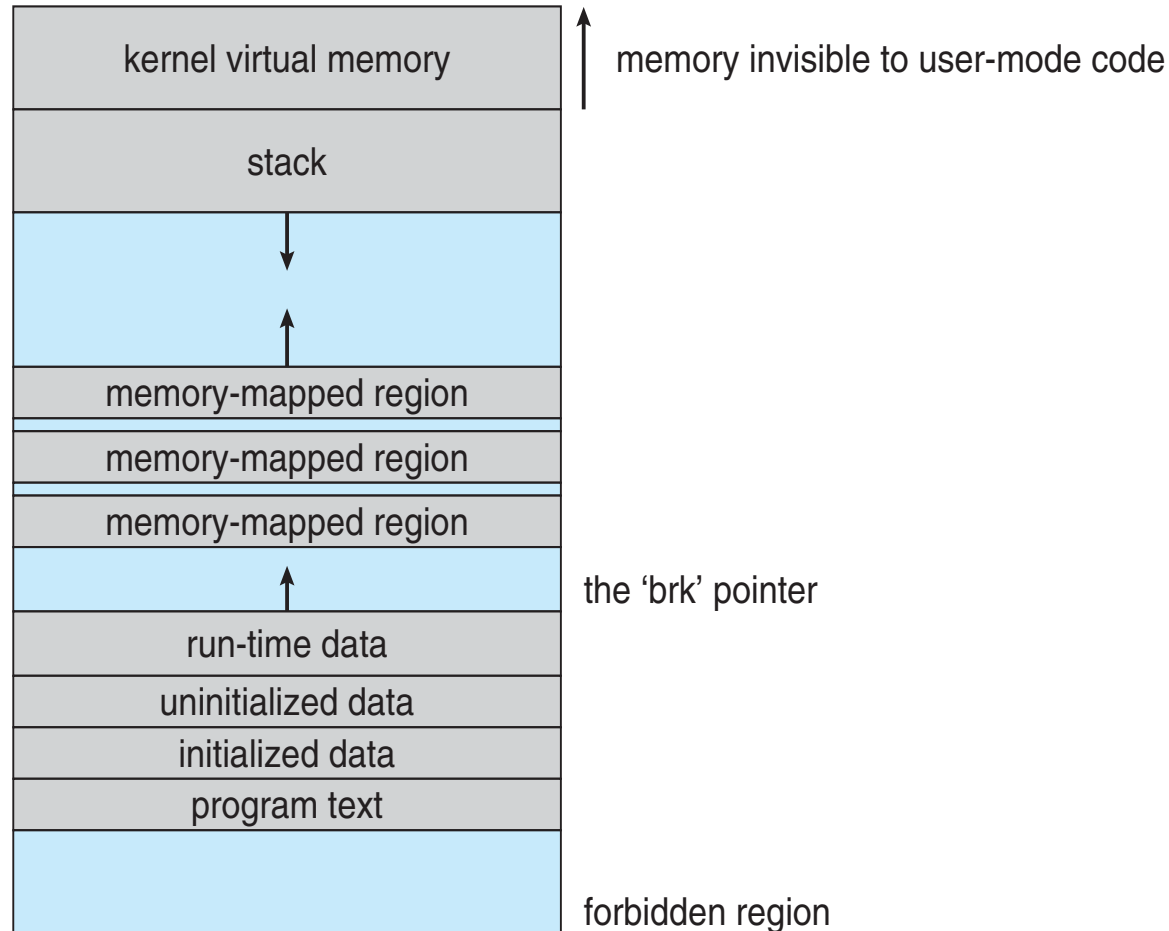 kernel virtual memory
memory invisible to user-mode code
stack
memory-mapped region
memory-mapped region
memory-mapped region
the ‘brk’ pointer
run-time data
uninitialized data
initialized data
program text
forbidden region